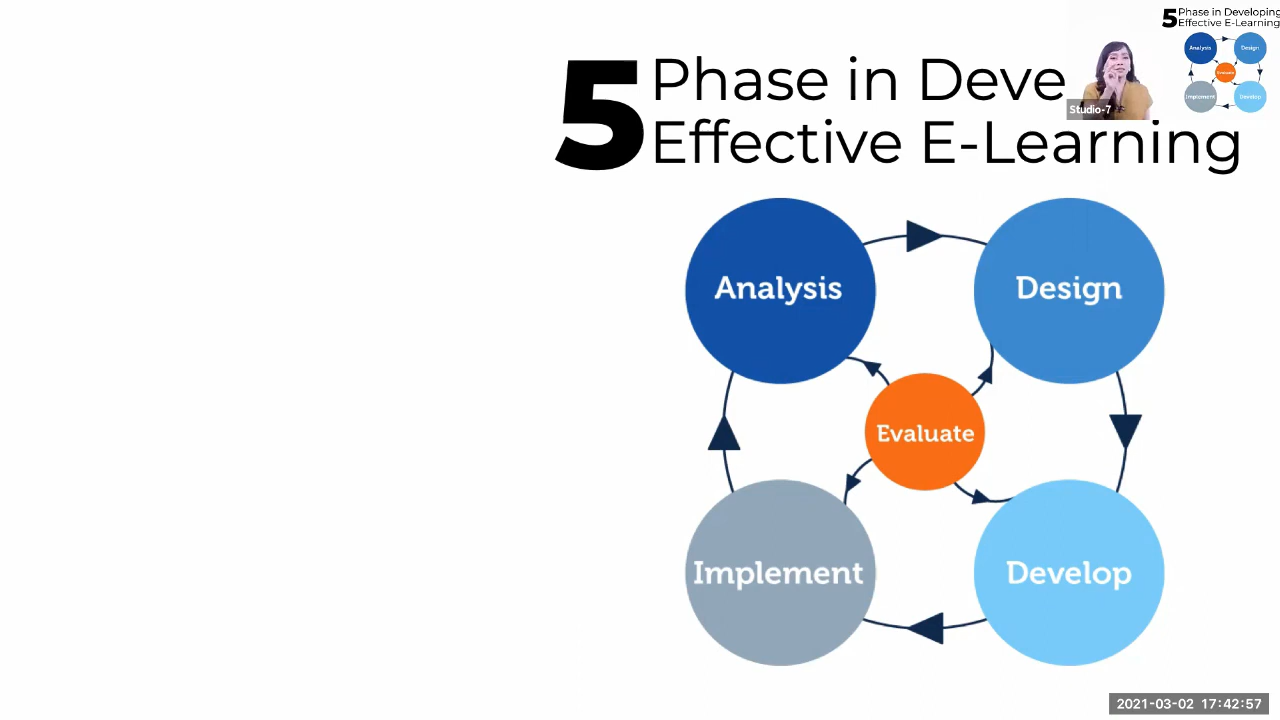 5 Phase in Deve
Effective E-Learning
Studio-7
5 Phase in Developing
Effective E-Learning
Analysis
Design
Evaluate
Implement
Develop
Analysis
Design
Evaluate
Implement
Develop
2021-03-02 17:42:57